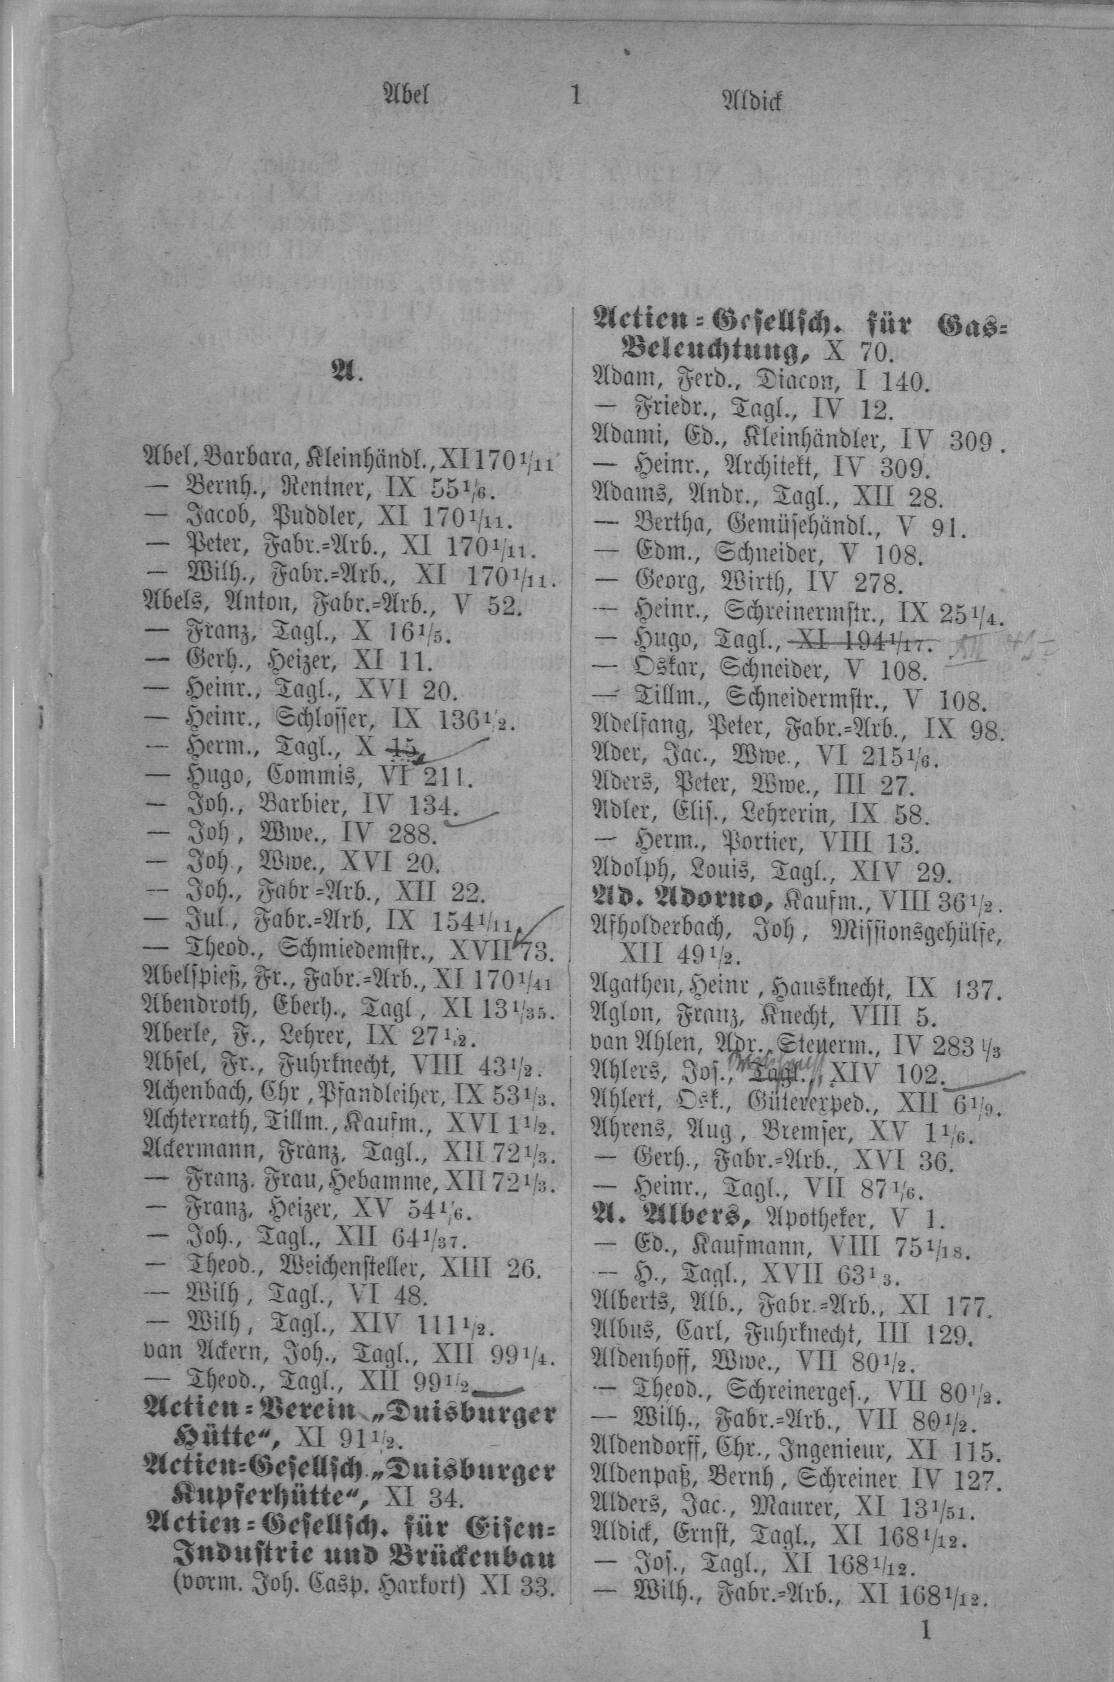 Abel 1 Aldick
A.
Abel, Barbara, Kleinhändl., XI 170 1/11
— Bernh., Rentner, IX 55 1/6.
— Jacob, Puddler, XI 170 1/11.
— Peter, Fabr.-Arb., XI 170 1/11.
— Wilh., Fabr.-Arb., XI 170 1/11.
Abels, Anton, Fabr.-Arb., V 52.
— Franz, Tagl., X 16 1/5.
— Gerh., Heizer, XI 11.
— Heinr., Tagl., XVI 20.
— Heinr., Schlosser, IX 136 1/2.
— Herm., Tagl., X 15
— Hugo, Commis, VI 211.
— Joh., Barbier, IV 134.
— Joh, Wwe., IV 288.
— Joh., Wwe., XVI 20.
— Joh., Fabr-Arb., XII 22.
— Jul., Fabr.-Arb, IX 154 1/11,
— Theod., Schmiedemstr., XVII 73.
Abelspieß, Fr., Fabr.-Arb., XI 170 1/41
Abendroth, Eberh., Tagl, XI 13 1/35.
Aberle, F., Lehrer, IX 27 1/2.
Absel, Fr., Fuhrknecht, VIII 43 1/2.
Achenbach, Chr, Pfandleiher, IX 53 1/3.
Achterrath, Tillm., Kaufm., XVI 1 1/2.
Ackermann, Franz, Tagl., XII 72 1/3.
— Franz, Frau, Hebamme, XII 72 1/3.
— Franz, Heizer, XV 54 1/6.
— Joh., Tagl., XII 64 1/37.
— Theod., Weichensteller, XIII 26.
— Wilh, Tagl., VI 48.
— Wilh, Tagl., XIV 111 1/2.
van Ackern, Joh., Tagl., XII 99 1/4.
— Theod., Tagl., XII 99 1/2
Actien-Verein „Duisburger
Hütte“, XI 91 1/2.
Actien-Gesellsch. „Duisburger
Kupferhütte“, XI 34.
Actien-Gesellsch. für Eisen-
Industrie und Brückenbau
(vorm. Joh. Casp. Harkort) XI 33.
Actien-Gesellsch. für Gas-
Beleuchtung, X 70.
Adam, Ferd., Diacon, I 140.
— Friedr., Tagl., IV 12.
Adami, Ed., Kleinhändler, IV 309.
— Heinr., Architekt, IV 309.
Adams, Andr., Tagl., XII 28.
— Bertha, Gemüsehändl., V 91.
— Edm., Schneider, V 108.
— Georg, Wirth, IV 278.
— Heinr., Schreinermstr., IX 25 1/4.
— Hugo, Tagl., XI 194 1/17.
— Oskar, Schneider, V 108.
— Tillm., Schneidermstr., V 108.
Adelfang, Peter, Fabr.-Arb., IX 98.
Ader, Jac., Wwe., VI 215 1/6.
Aders, Peter, Wwe., III 27.
Adler, Elis., Lehrerin, IX 58.
— Herm., Portier, VIII 13.
Adolph, Louis, Tagl., XIV 29.
Ad. Adorno, Kaufm., VIII 36 1/2.
Afholderbach, Joh, Missionsgehülfe,
XII 49 1/2.
Agathen, Heinr, Hausknecht, IX 137.
Aglon, Franz, Knecht, VIII 5.
van Ahlen, Adr., Steuerm., IV 283 1/3
Ahlers, Jos., Tagl., XIV 102.
Ahlert, Osk., Güterexped., XII 6 1/9.
Ahrens, Aug, Bremser, XV 1 1/6.
— Gerh., Fabr.-Arb., XVI 36.
— Heinr., Tagl., VII 87 1/6.
A. Albers, Apotheker, V 1.
— Ed., Kaufmann, VIII 75 1/18.
— H., Tagl., XVII 63 1/3.
Alberts, Alb., Fabr.-Arb., XI 177.
Albus, Carl, Fuhrknecht, III 129.
Aldenhoff, Wwe., VII 80 1/2.
— Theod., Schreinerges., VII 80 1/2.
— Wilh., Fabr.-Arb., VII 80 1/2.
Aldendorff, Chr., Ingenieur, XI 115.
Aldenpaß, Bernh, Schreiner IV 127.
Alders, Jac., Maurer, XI 13 1/51.
Aldick, Ernst, Tagl., XI 168 1/12.
— Jos., Tagl., XI 168 1/12.
— Wilh., Fabr.-Arb., XI 168 1/12.
1